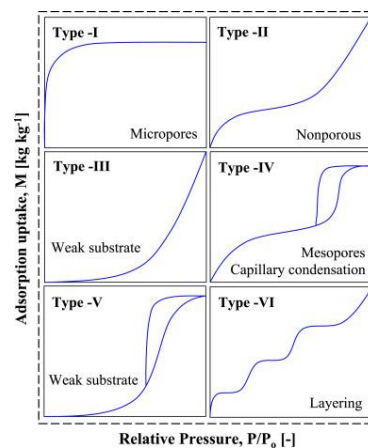 Adsorption uptake, M [kg kg⁻¹]
Type -I
Micropores
Type -II
Nonporous
Type -III
Weak substrate
Type -IV
Mesopores
Capillary condensation
Type -V
Weak substrate
Type -VI
Layering
Relative Pressure, P/Pₒ [-]